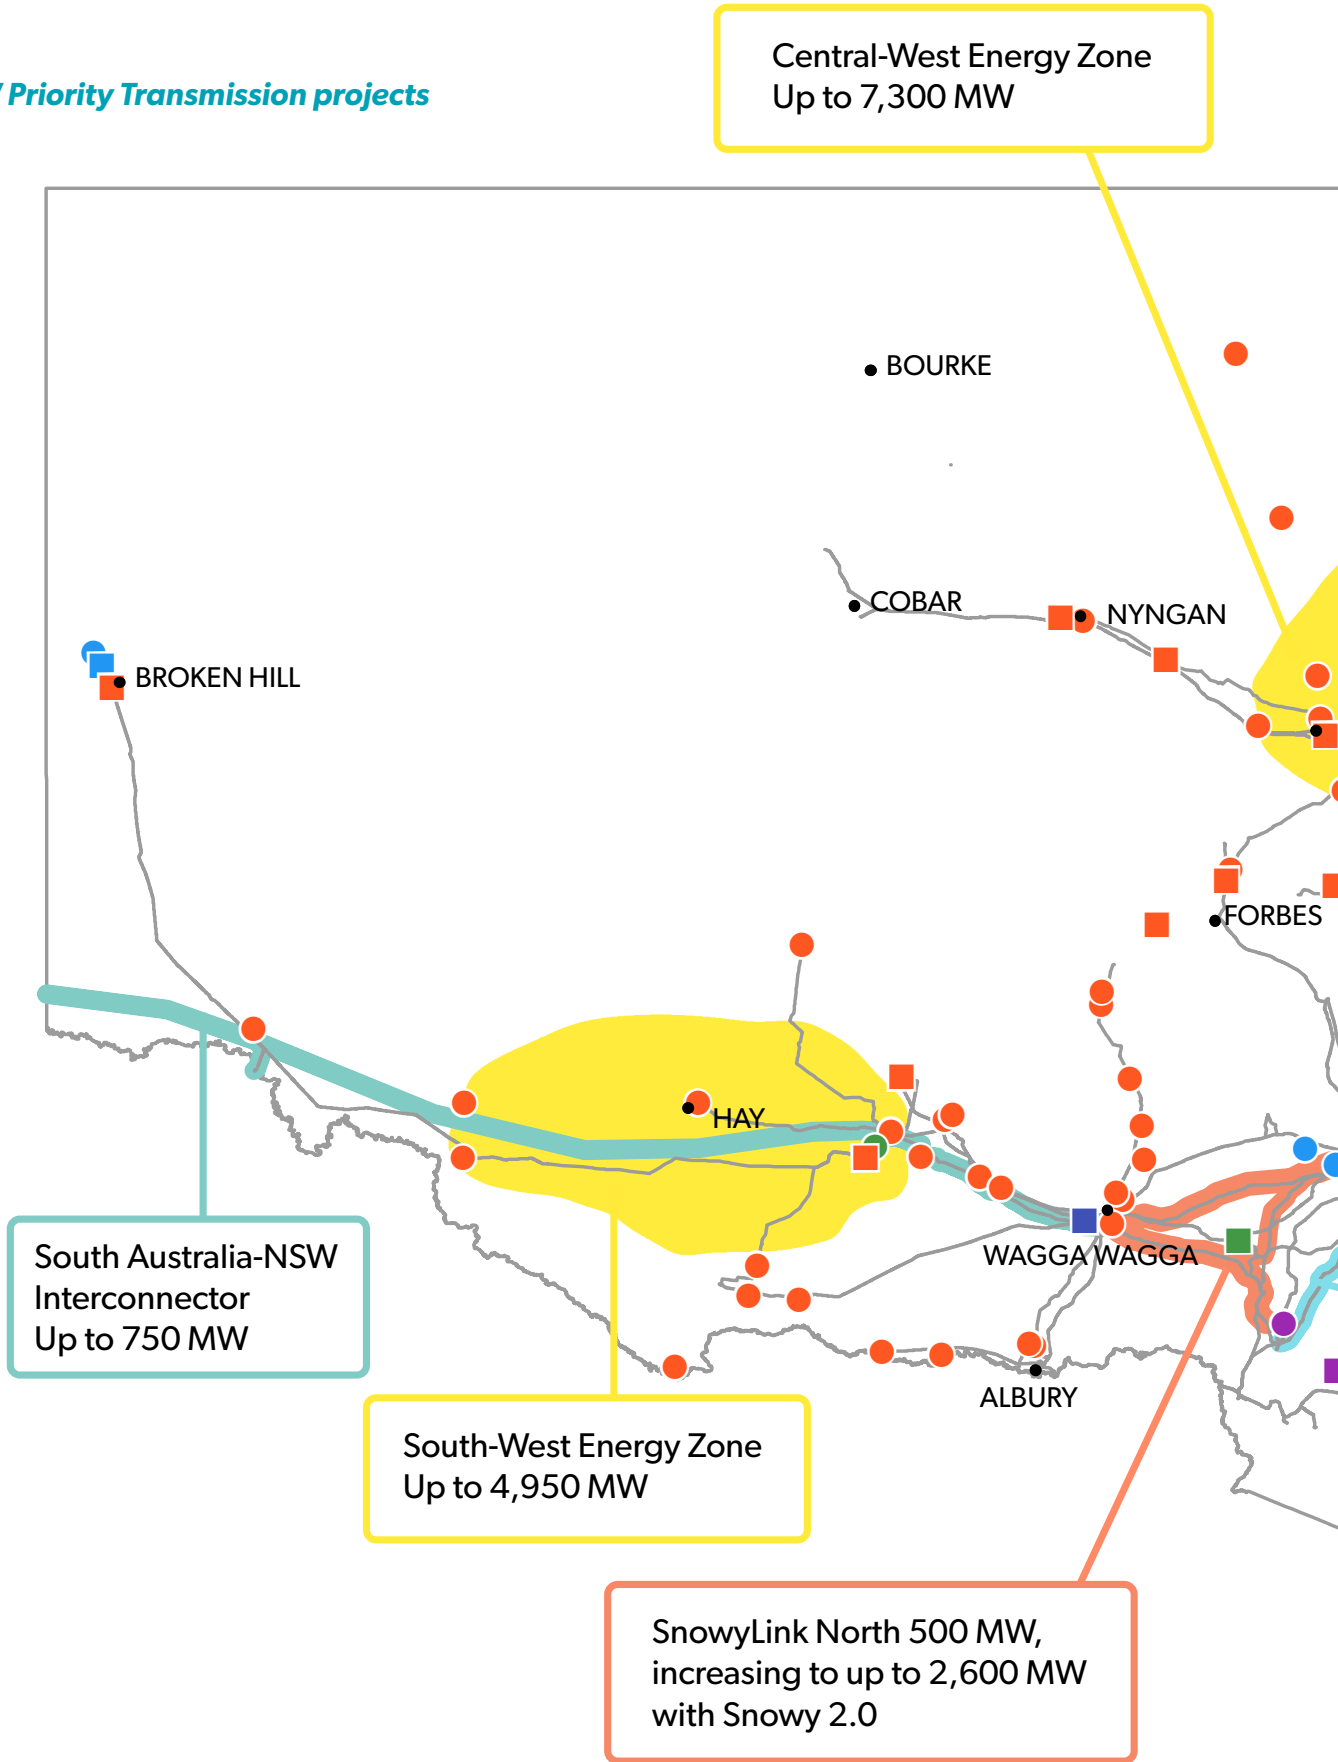 Priority Transmission projects
Central-West Energy Zone
Up to 7,300 MW
BOURKE
COBAR
NYNGAN
BROKEN HILL
FORBES
HAY
WAGGA WAGGA
South Australia-NSW
Interconnector
Up to 750 MW
ALBURY
South-West Energy Zone
Up to 4,950 MW
SnowyLink North 500 MW,
increasing to up to 2,600 MW
with Snowy 2.0